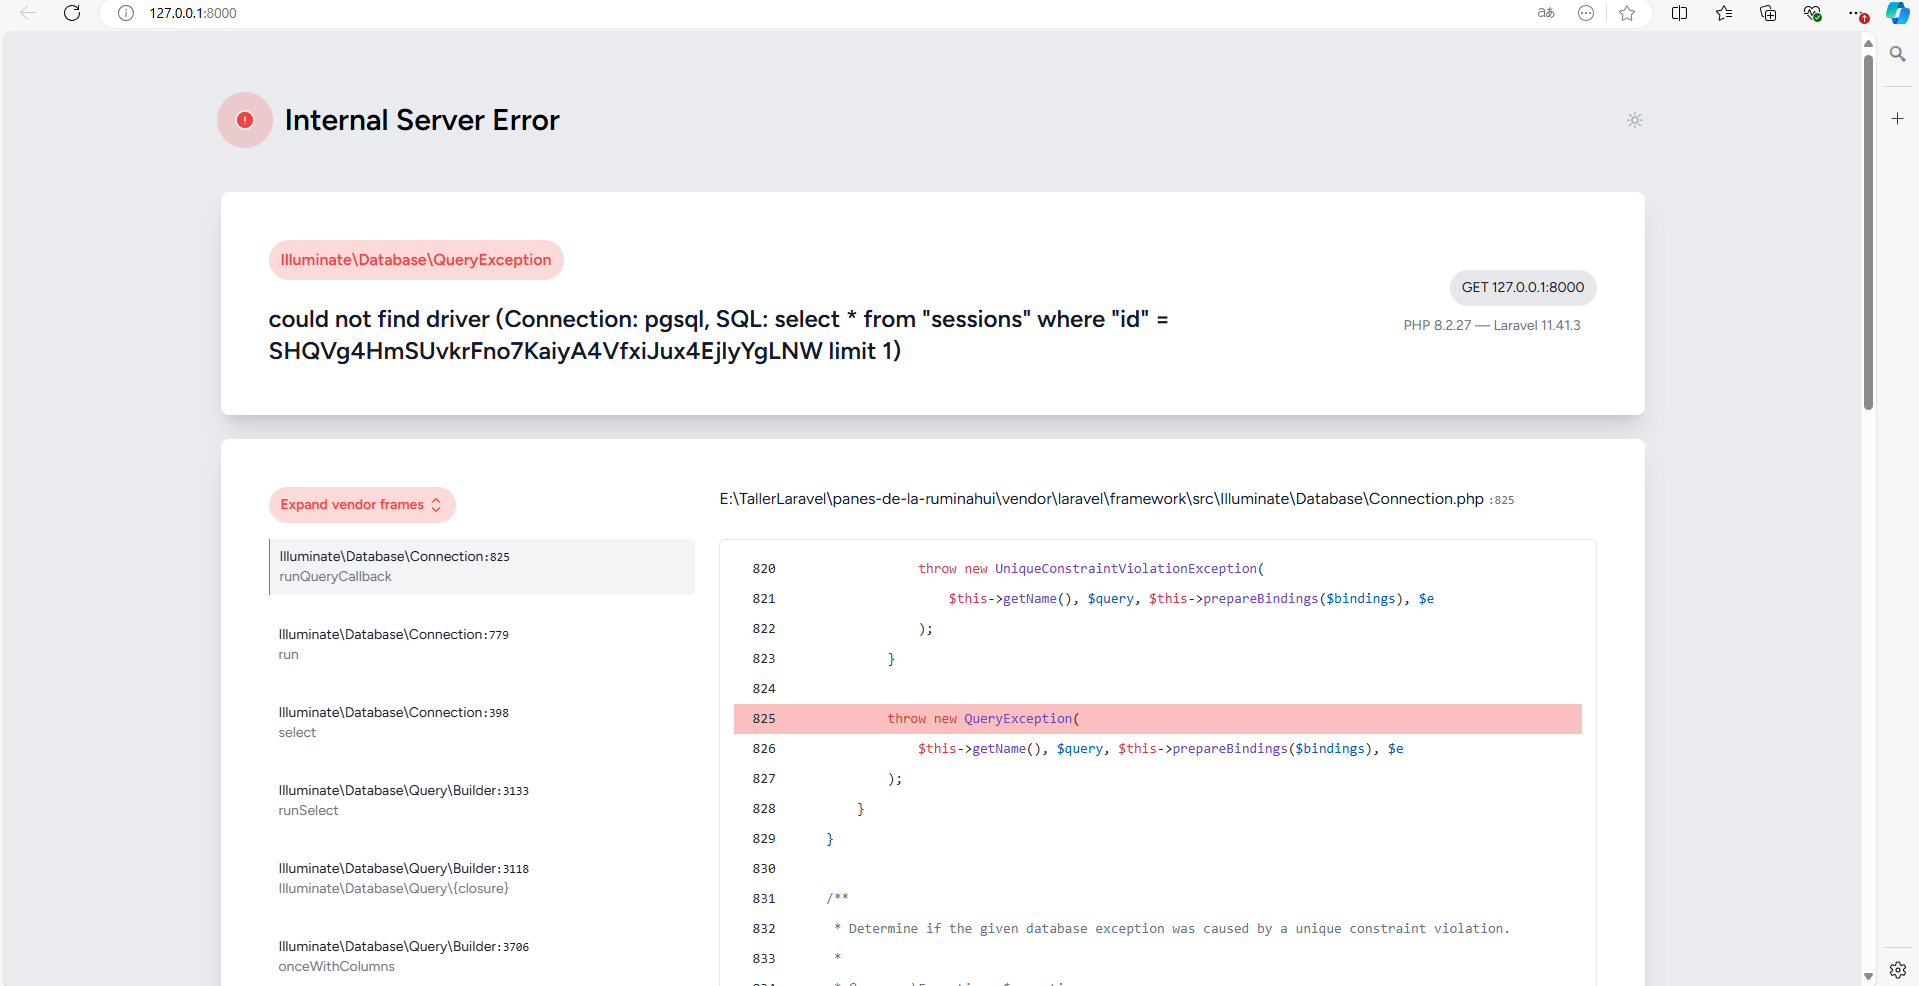 127.0.0.1:8000
aあ
Internal Server Error
Illuminate\Database\QueryException
could not find driver (Connection: pgsql, SQL: select * from "sessions" where "id" =
GET 127.0.0.1:8000
PHP 8.2.27 — Laravel 11.41.3
Expand vendor frames
Illuminate\Database\Connection:825
runQueryCallback
Illuminate\Database\Connection:779
run
Illuminate\Database\Connection:398
select
Illuminate\Database\Query\Builder:3133
runSelect
Illuminate\Database\Query\Builder:3118
Illuminate\Database\Query\{closure}
Illuminate\Database\Query\Builder:3706
onceWithColumns
E:\TallerLaravel\panes-de-la-ruminahui\vendor\laravel\framework\src\Illuminate\Database\Connection.php :825
820 throw new UniqueConstraintViolationException(
821 $this->getName(), $query, $this->prepareBindings($bindings), $e
822 );
823 }
824
825 throw new QueryException(
826 $this->getName(), $query, $this->prepareBindings($bindings), $e
827 );
828 }
829 }
830
831 /**
832 * Determine if the given database exception was caused by a unique constraint violation.
833 *